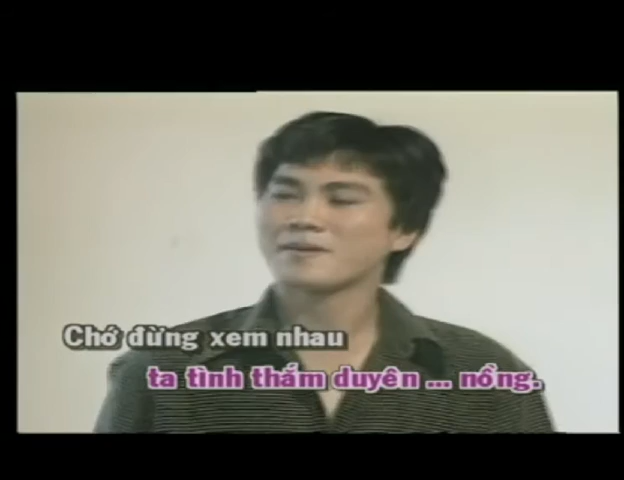 Chớ đừng xem nhau
ta tình thắm duyên ... nồng.